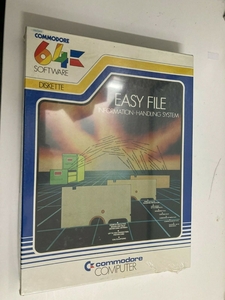 COMMODORE
64
SOFTWARE
DISKETTE
EASY FILE
INFORMATION-HANDLING SYSTEM
commodore
COMPUTER